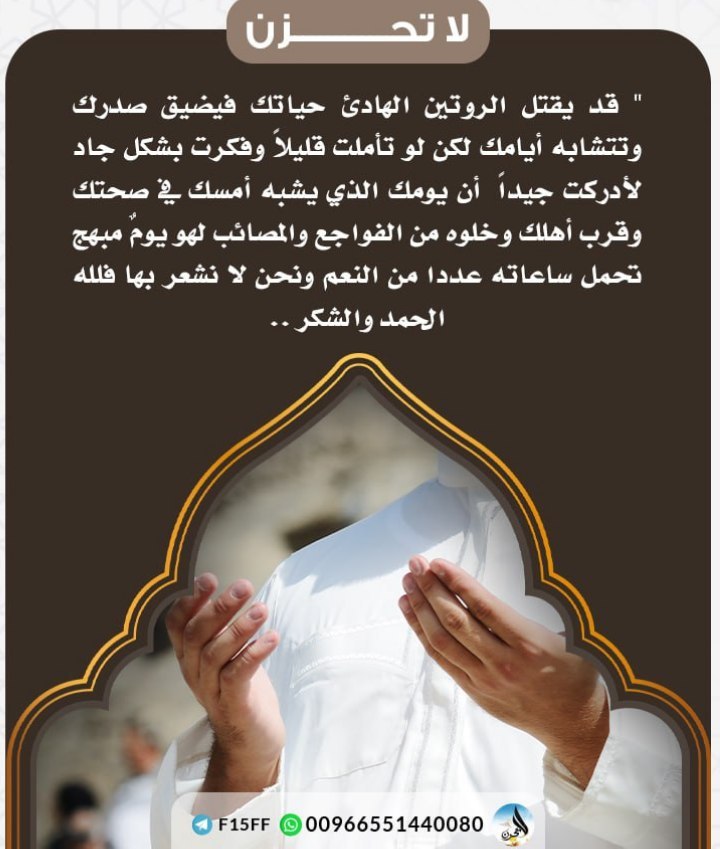 لا تحـــــزن
" قد يقتل الروتين الهادئ حياتك فيضيق صدرك
وتتشابه أيامك لكن لو تأملت قليلاً وفكرت بشكل جاد
لأدركت جيداً أن يومك الذي يشبه أمسك في صحتك
وقرب أهلك وخلوه من الفواجع والمصائب لهو يومٌ مبهج
تحمل ساعاته عددا من النعم ونحن لا نشعر بها فلله
الحمد والشكر ..
F15FF 00966551440080